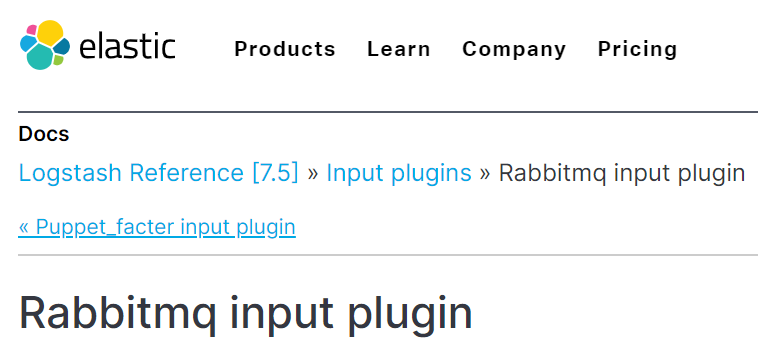 elastic Products Learn Company Pricing
Docs
Logstash Reference [7.5] » Input plugins » Rabbitmq input plugin
« Puppet_facter input plugin
Rabbitmq input plugin